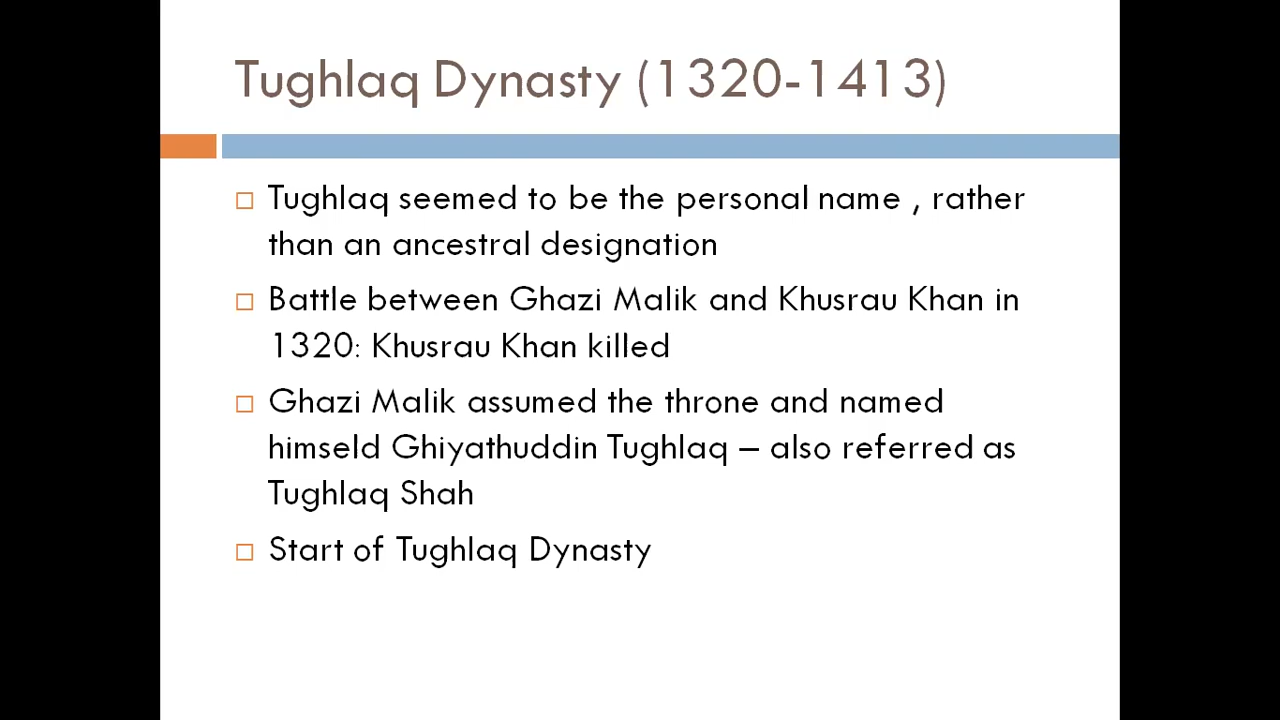 Tughlaq Dynasty (1320-1413)
Tughlaq seemed to be the personal name , rather
than an ancestral designation
Battle between Ghazi Malik and Khusrau Khan in
1320: Khusrau Khan killed
Ghazi Malik assumed the throne and named
himseld Ghiyathuddin Tughlaq – also referred as
Tughlaq Shah
Start of Tughlaq Dynasty